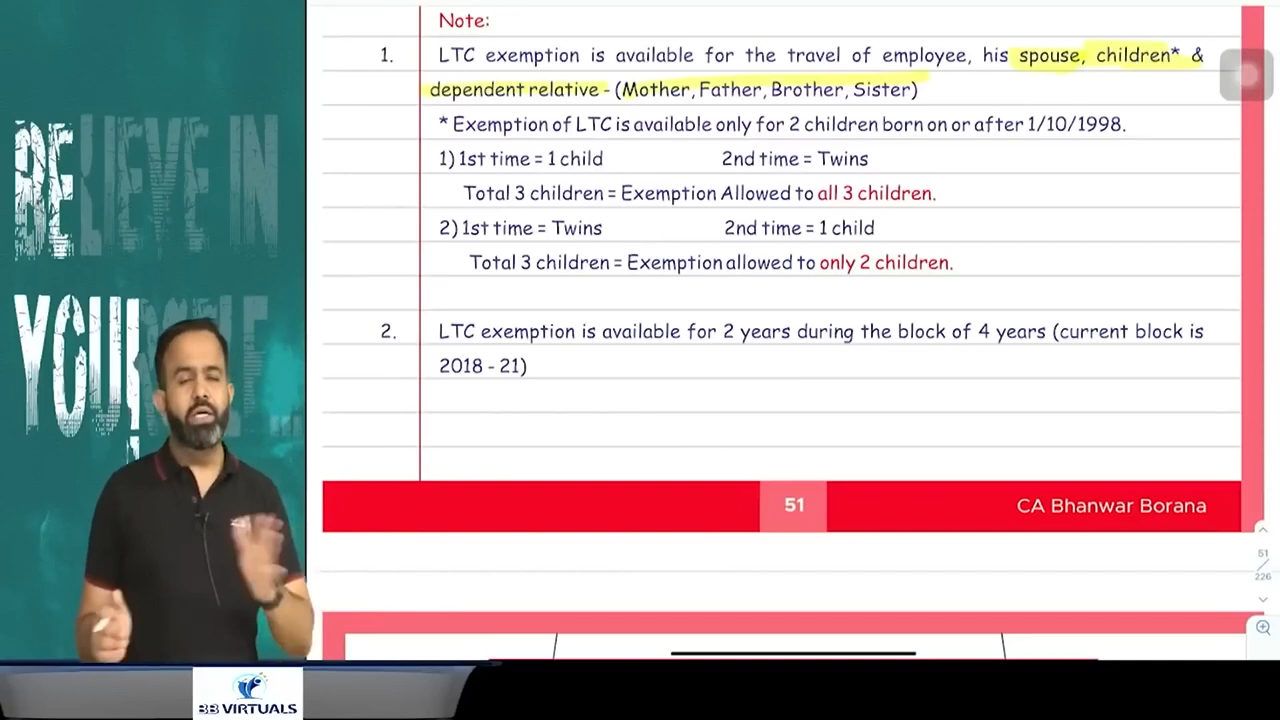 BELIEVE IN
Note:
1. LTC exemption is available for the travel of employee, his spouse, children* &
dependent relative - (Mother, Father, Brother, Sister)
* Exemption of LTC is available only for 2 children born on or after 1/10/1998.
1) 1st time = 1 child 2nd time = Twins
Total 3 children = Exemption Allowed to all 3 children.
2) 1st time = Twins 2nd time = 1 child
Total 3 children = Exemption allowed to only 2 children.
2. LTC exemption is available for 2 years during the block of 4 years (current block is
2018 - 21)
51 CA Bhanwar Borana
51
226
BB VIRTUALS